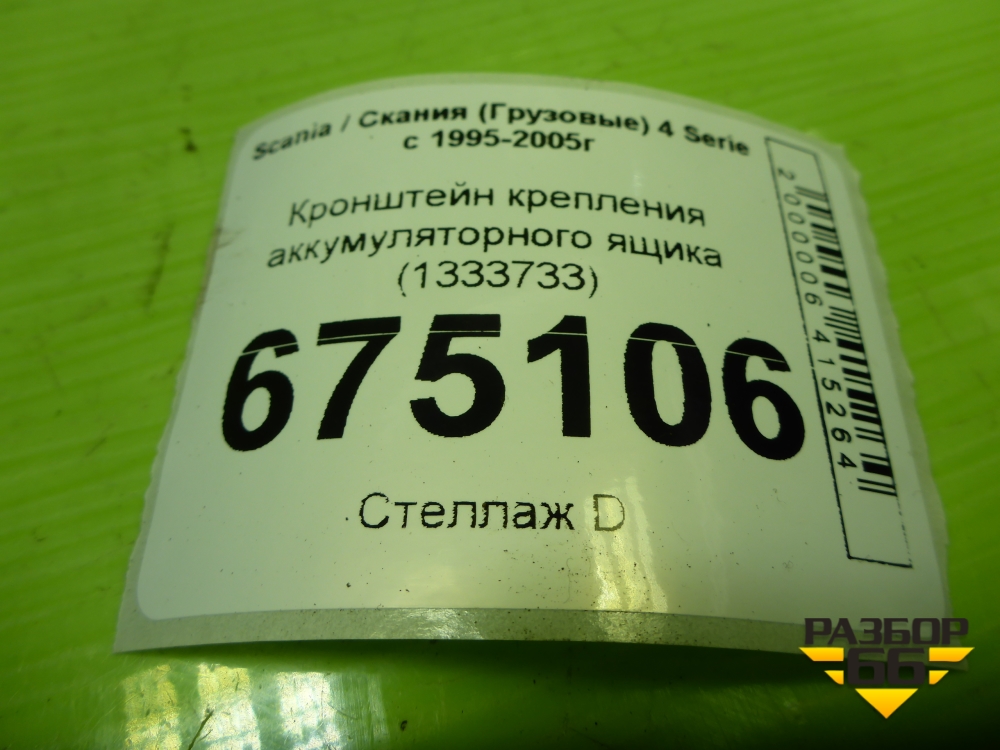 Scania / Скания (Грузовые) 4 Serie
с 1995-2005г
Кронштейн крепления
аккумуляторного ящика
(1333733)
675106
Стеллаж D
2000006415264
РАЗБОР
66